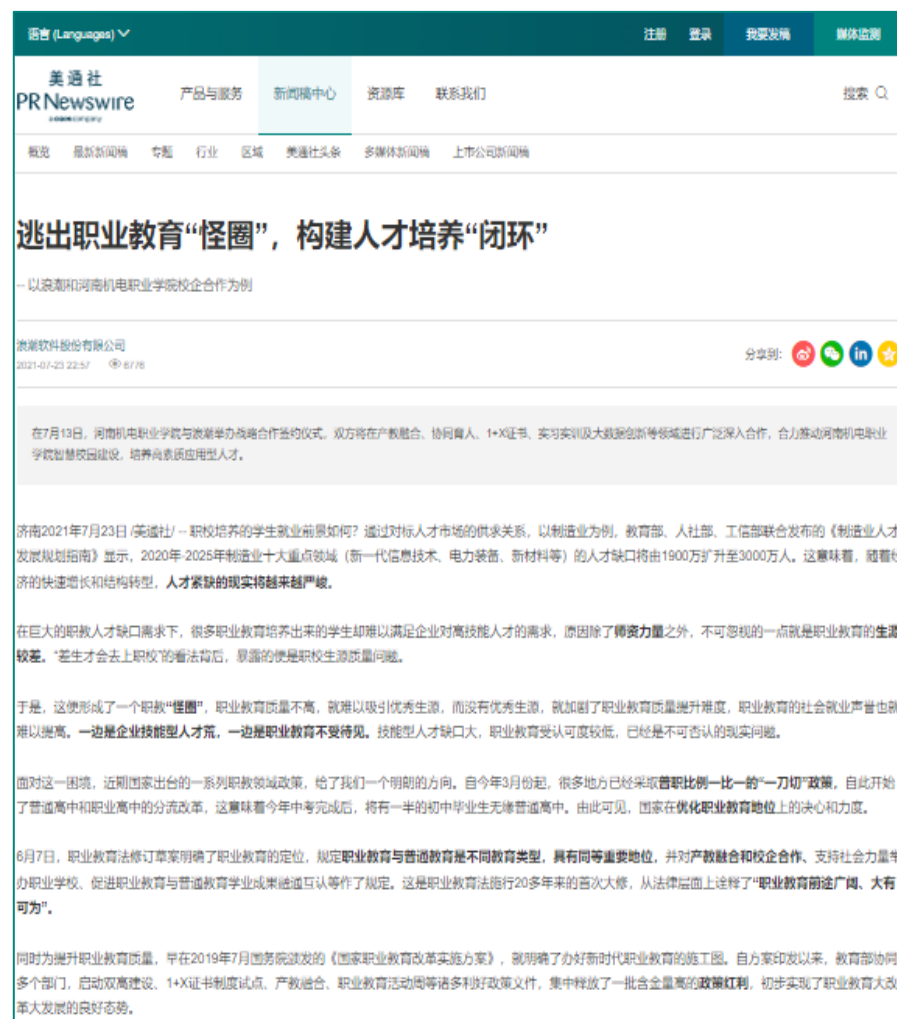 语言 (Languages)
注册 登录 我要发稿 媒体监测
美通社
PR Newswire
a cision company
产品与服务 新闻稿中心 资源库 联系我们
搜索
概览 最新新闻稿 专题 行业 区域 美通社头条 多媒体新闻稿 上市公司新闻稿
逃出职业教育“怪圈”，构建人才培养“闭环”
-- 以浪潮和河南机电职业学院校企合作为例
浪潮软件股份有限公司
2021-07-23 22:57 6776
分享到:
在7月13日，河南机电职业学院与浪潮举办战略合作签约仪式，双方将在产教融合、协同育人、1+X证书、实习实训及大数据创新等领域进行广泛深入合作，合力推动河南机电职业
学院智慧校园建设，培养高素质应用型人才。
济南2021年7月23日 /美通社/ -- 职校培养的学生就业前景如何？通过对标人才市场的供求关系，以制造业为例，教育部、人社部、工信部联合发布的《制造业人才
发展规划指南》显示，2020年-2025年制造业十大重点领域（新一代信息技术、电力装备、新材料等）的人才缺口将由1900万扩升至3000万人。这意味着，随着
济的快速增长和结构转型，人才紧缺的现实将越来越严峻。
在巨大的职教人才缺口需求下，很多职业教育培养出来的学生却难以满足企业对高技能人才的需求，原因除了师资力量之外，不可忽视的一点就是职业教育的生源
较差。“差生才会去上职校”的看法背后，暴露的便是职校生源质量问题。
于是，这便形成了一个职教“怪圈”，职业教育质量不高，就难以吸引优秀生源，而没有优秀生源，就加剧了职业教育质量提升难度，职业教育的社会就业声誉也就
难以提高。一边是企业技能型人才荒，一边是职业教育不受待见。技能型人才缺口大，职业教育受认可度较低，已经是不可否认的现实问题。
面对这一困境，近期国家出台的一系列职教领域政策，给了我们一个明朗的方向。自今年3月份起，很多地方已经采取普职比例一比一的“一刀切”政策，自此开始
了普通高中和职业高中的分流改革，这意味着今年中考完成后，将有一半的初中毕业生无缘普通高中。由此可见，国家在优化职业教育地位上的决心和力度。
6月7日，职业教育法修订草案明确了职业教育的定位，规定职业教育与普通教育是不同教育类型，具有同等重要地位，并对产教融合和校企合作、支持社会力量举
办职业学校、促进职业教育与普通教育学业成果融通互认等作了规定。这是职业教育法施行20多年来的首次大修，从法律层面上诠释了“职业教育前途广阔、大有
可为”。
同时为提升职业教育质量，早在2019年7月国务院颁发的《国家职业教育改革实施方案》，就明确了办好新时代职业教育的施工图。自方案印发以来，教育部协同
多个部门，启动双高建设、1+X证书制度试点、产教融合、职业教育活动周等诸多利好政策文件，集中释放了一批含金量高的政策红利，初步实现了职业教育大改
革大发展的良好态势。